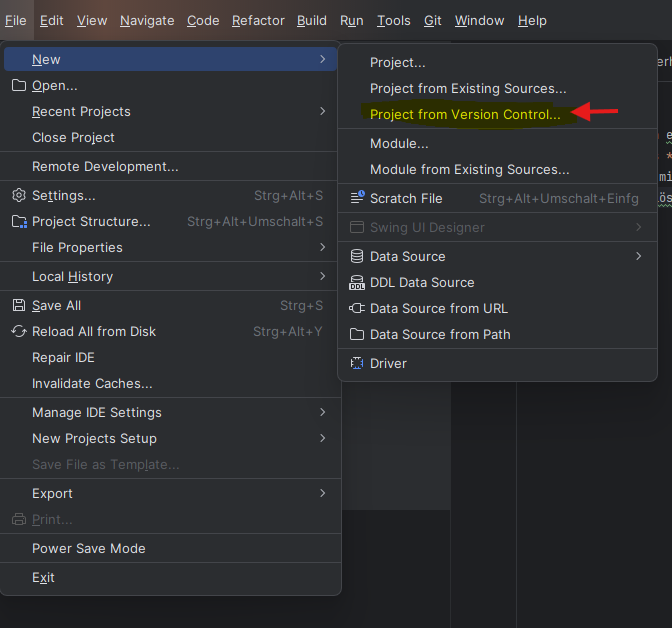 File Edit View Navigate Code Refactor Build Run Tools Git Window Help
New
Open...
Recent Projects
Close Project
Remote Development...
Settings... Strg+Alt+S
Project Structure... Strg+Alt+Umschalt+S
File Properties
Local History
Save All Strg+S
Reload All from Disk Strg+Alt+Y
Repair IDE
Invalidate Caches...
Manage IDE Settings
New Projects Setup
Save File as Template...
Export
Print...
Power Save Mode
Exit
Project...
Project from Existing Sources...
Project from Version Control...
Module...
Module from Existing Sources...
Scratch File Strg+Alt+Umschalt+Einfg
Swing UI Designer
Data Source
DDL DDL Data Source
Data Source from URL
Data Source from Path
Driver